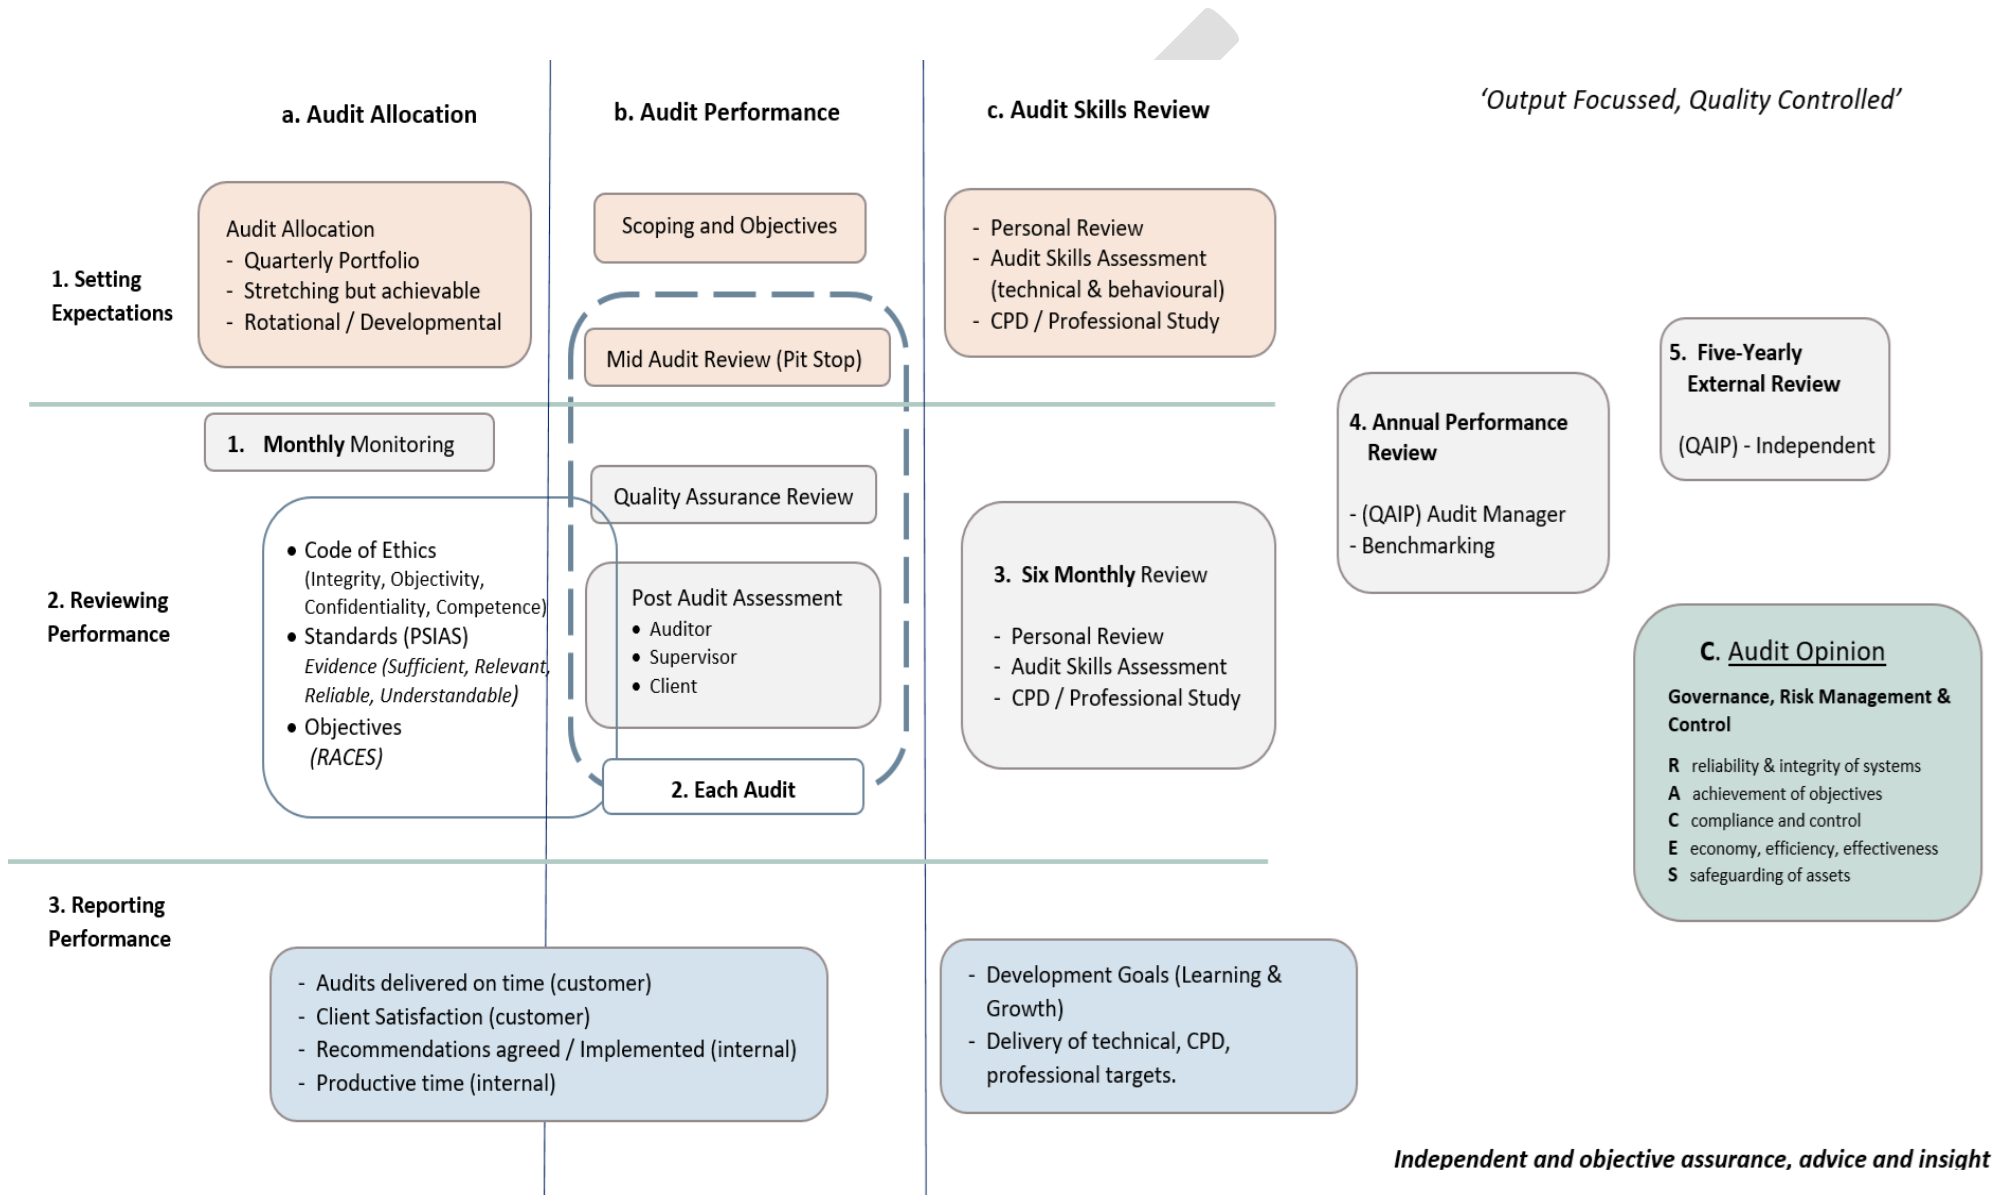 a. Audit Allocation
b. Audit Performance
c. Audit Skills Review
‘Output Focussed, Quality Controlled’
1. Setting
Expectations
Audit Allocation
- Quarterly Portfolio
- Stretching but achievable
- Rotational / Developmental
Scoping and Objectives
Mid Audit Review (Pit Stop)
- Personal Review
- Audit Skills Assessment
(technical & behavioural)
- CPD / Professional Study
2. Reviewing
Performance
1. Monthly Monitoring
• Code of Ethics
(Integrity, Objectivity,
Confidentiality, Competence)
• Standards (PSIAS)
Evidence (Sufficient, Relevant,
Reliable, Understandable)
• Objectives
(RACES)
Quality Assurance Review
Post Audit Assessment
• Auditor
• Supervisor
• Client
2. Each Audit
3. Six Monthly Review
- Personal Review
- Audit Skills Assessment
- CPD / Professional Study
4. Annual Performance
Review
- (QAIP) Audit Manager
- Benchmarking
5. Five-Yearly
External Review
(QAIP) - Independent
C. Audit Opinion
Governance, Risk Management &
Control
R reliability & integrity of systems
A achievement of objectives
C compliance and control
E economy, efficiency, effectiveness
S safeguarding of assets
3. Reporting
Performance
- Audits delivered on time (customer)
- Client Satisfaction (customer)
- Recommendations agreed / Implemented (internal)
- Productive time (internal)
- Development Goals (Learning &
Growth)
- Delivery of technical, CPD,
professional targets.
Independent and objective assurance, advice and insight